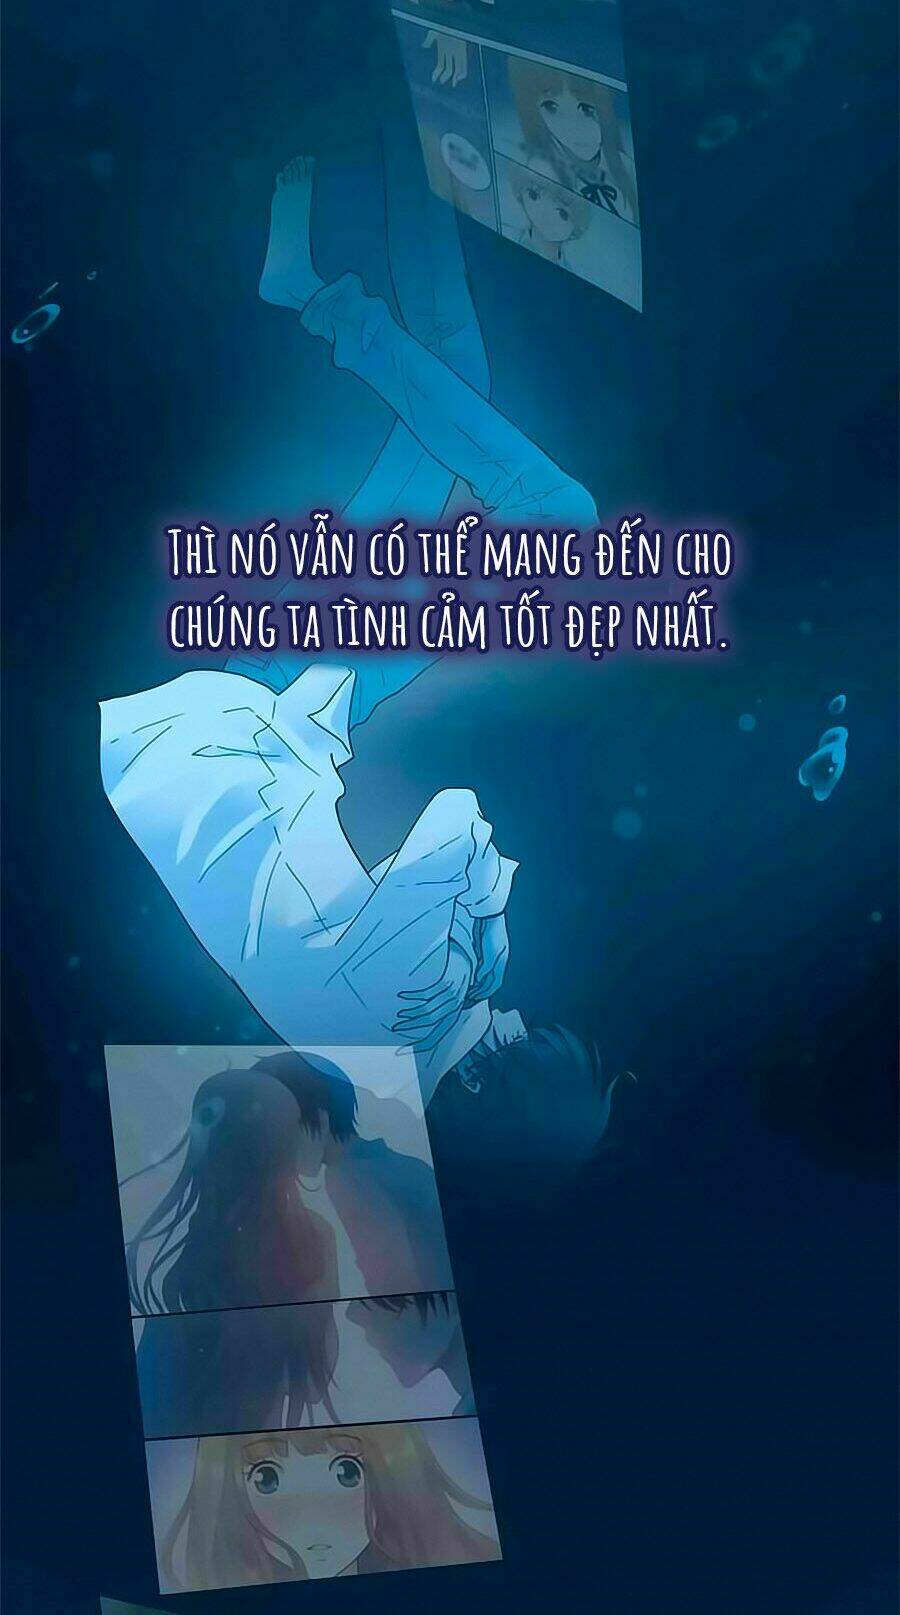 THÌ NÓ VẪN CÓ THỂ MANG ĐẾN CHO
CHÚNG TA TÌNH CẢM TỐT ĐẸP NHẤT.